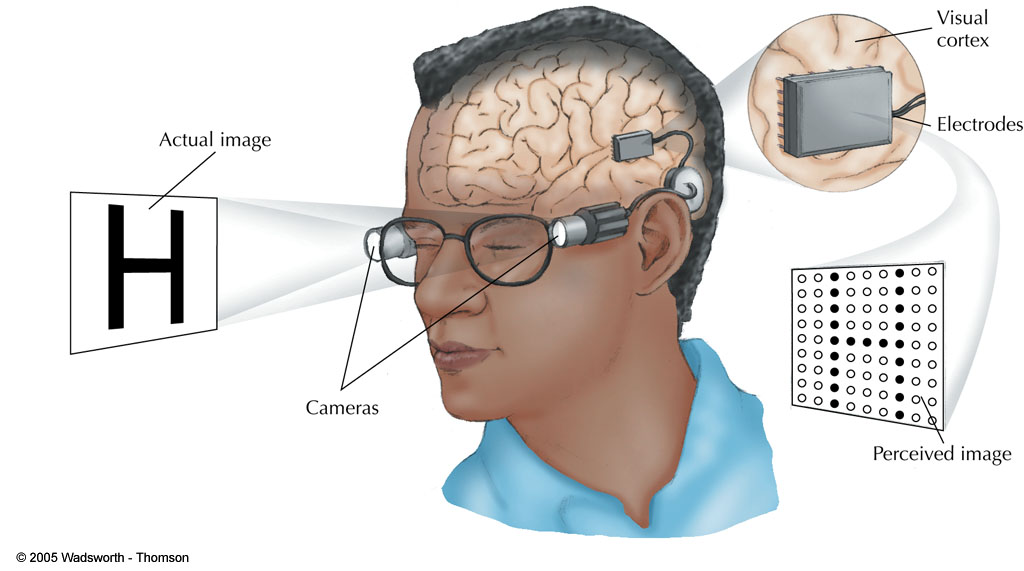 Visual
cortex
Actual image
Electrodes
H
Cameras
Perceived image
© 2005 Wadsworth - Thomson